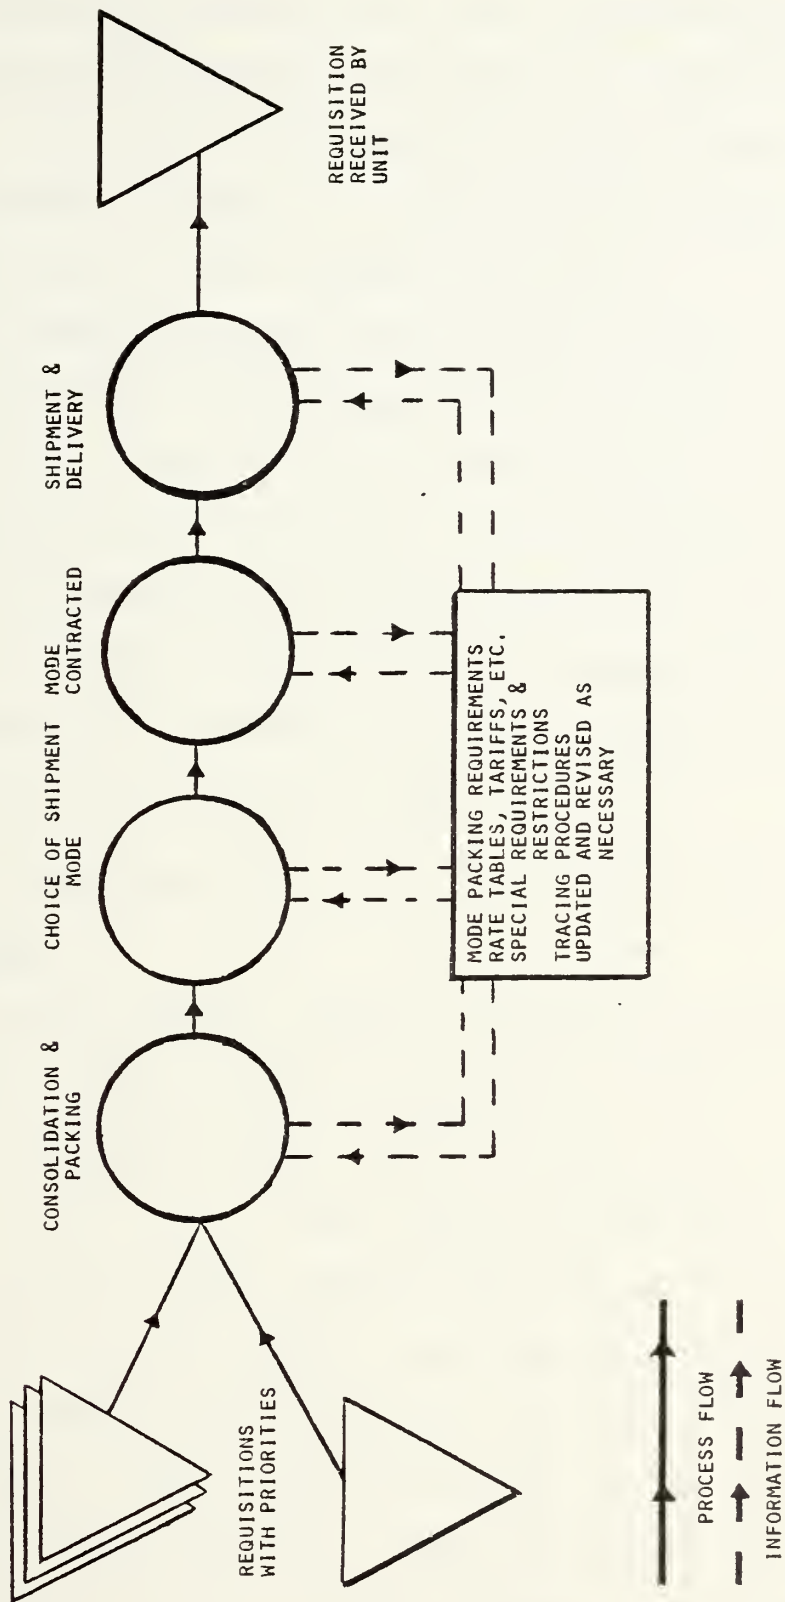 REQUISITIONS
WITH PRIORITIES
CONSOLIDATION &
PACKING
CHOICE OF SHIPMENT
MODE
MODE
CONTRACTED
SHIPMENT &
DELIVERY
REQUISITION
RECEIVED BY
UNIT
MODE PACKING REQUIREMENTS
RATE TABLES, TARIFFS, ETC.
SPECIAL REQUIREMENTS &
RESTRICTIONS
TRACING PROCEDURES
UPDATED AND REVISED AS
NECESSARY
PROCESS FLOW
INFORMATION FLOW